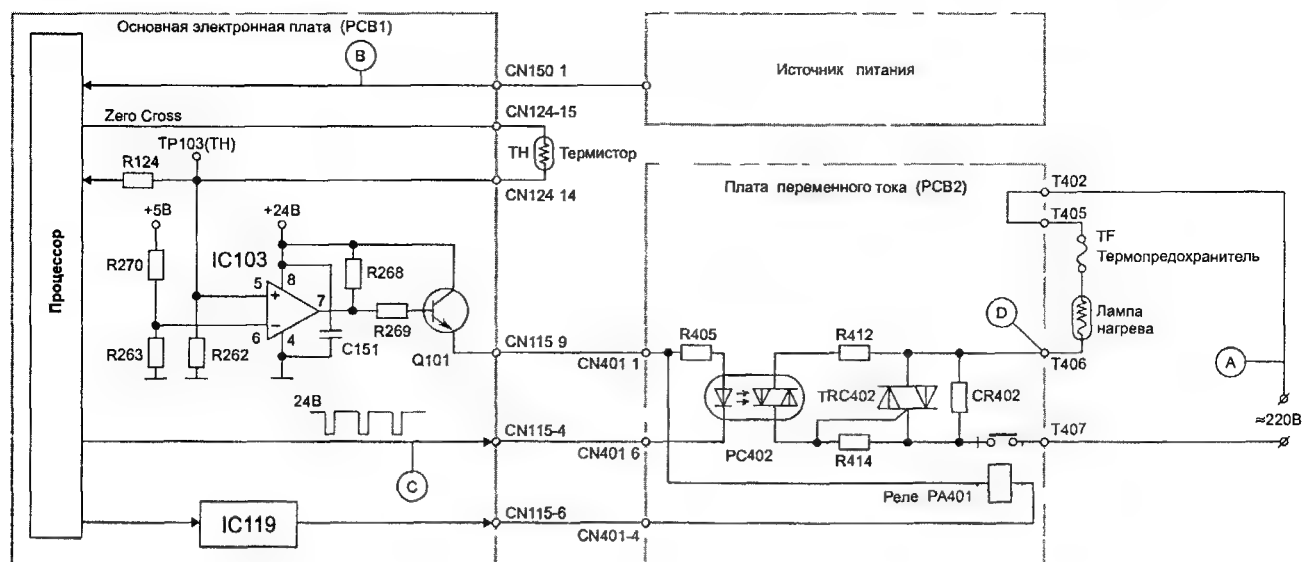 Основная электронная плата (PCB1)
B
CN150 1
Источник питания
CN124-15
Zero Cross
TP103(TH)
TH
Термистор
R124
CN124 14
Плата переменного тока (PCB2)
T402
T405
+5В
+24В
TF
Термопредохранитель
Процессор
R270
IC103
8
R268
5
+
7
−
6
4
R269
D
Лампа
нагрева
C151
Q101
R263
R262
CN115 9
CN401 1
R405
R412
T406
A
TRC402
CR402
24В
≈220В
CN115-4
CN401 6
PC402
R414
T407
C
Реле РА401
IC119
CN115-6
CN401-4